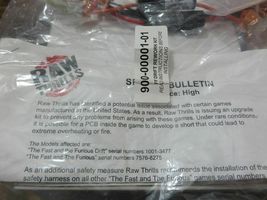 RAW
THRILLS
900-00001-01
BULLETIN
ce: High
Raw Thrills has identified a potential issue associated with certain games
manufactured in the United States. As a result, Raw Thrills is issuing an upgrade
kit to prevent any problems from arising with these games. Under rare conditions,
it is possible for a PCB inside the game to develop a short that could lead to
extreme overheating or fire.
The Models affected are:
"The Fast and The Furious Drift" serial numbers 1001-3477
"The Fast and The Furious" serial numbers 7576-8275
As an additional safety measure Raw Thrills recommends the installation of the
safety harness on all other "The Fast and The Furious" games serial numbers